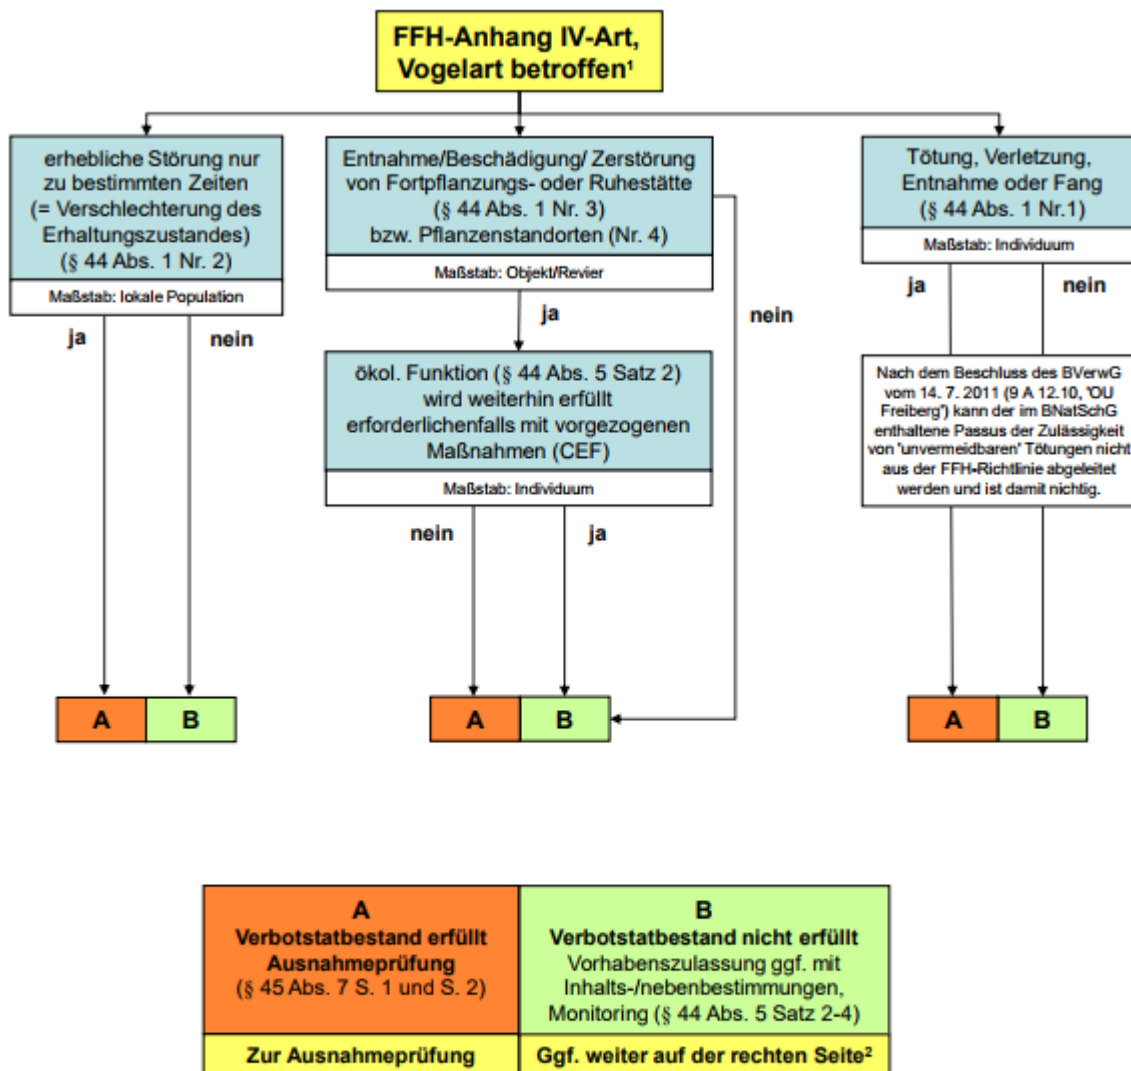 FFH-Anhang IV-Art,
Vogelart betroffen¹
erhebliche Störung nur
zu bestimmten Zeiten
(= Verschlechterung des
Erhaltungszustandes)
(§ 44 Abs. 1 Nr. 2)
Maßstab: lokale Population
ja
nein
Entnahme/Beschädigung/ Zerstörung
von Fortpflanzungs- oder Ruhestätte
(§ 44 Abs. 1 Nr. 3)
bzw. Pflanzenstandorten (Nr. 4)
Maßstab: Objekt/Revier
ja
nein
ökol. Funktion (§ 44 Abs. 5 Satz 2)
wird weiterhin erfüllt
erforderlichenfalls mit vorgezogenen
Maßnahmen (CEF)
Maßstab: Individuum
nein
ja
Tötung, Verletzung,
Entnahme oder Fang
(§ 44 Abs. 1 Nr.1)
Maßstab: Individuum
ja
nein
Nach dem Beschluss des BVerwG
vom 14. 7. 2011 (9 A 12.10, 'OU
Freiberg') kann der im BNatSchG
enthaltene Passus der Zulässigkeit
von 'unvermeidbaren' Tötungen nicht
aus der FFH-Richtlinie abgeleitet
werden und ist damit nichtig.
A
B
A
B
A
B
A
Verbotstatbestand erfüllt
Ausnahmeprüfung
(§ 45 Abs. 7 S. 1 und S. 2)
Zur Ausnahmeprüfung
B
Verbotstatbestand nicht erfüllt
Vorhabenszulassung ggf. mit
Inhalts-/nebenbestimmungen,
Monitoring (§ 44 Abs. 5 Satz 2-4)
Ggf. weiter auf der rechten Seite²